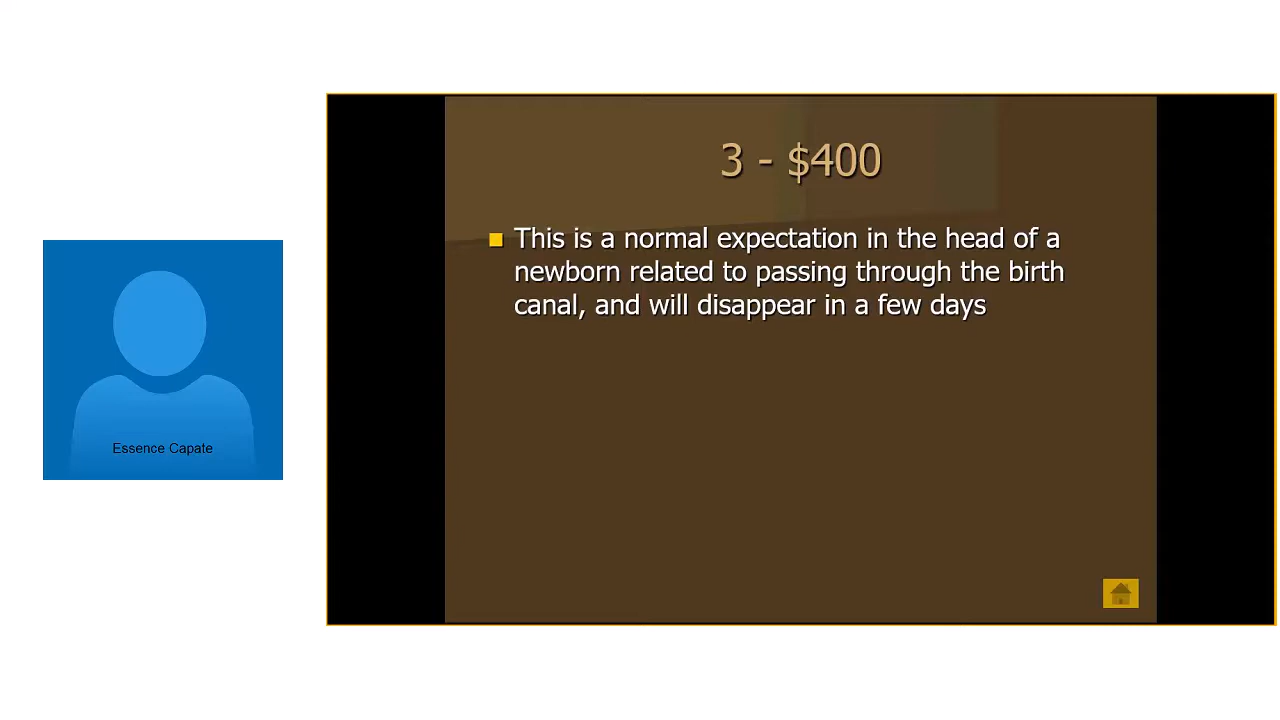 3 - $400
This is a normal expectation in the head of a
newborn related to passing through the birth
canal, and will disappear in a few days
Essence Capate